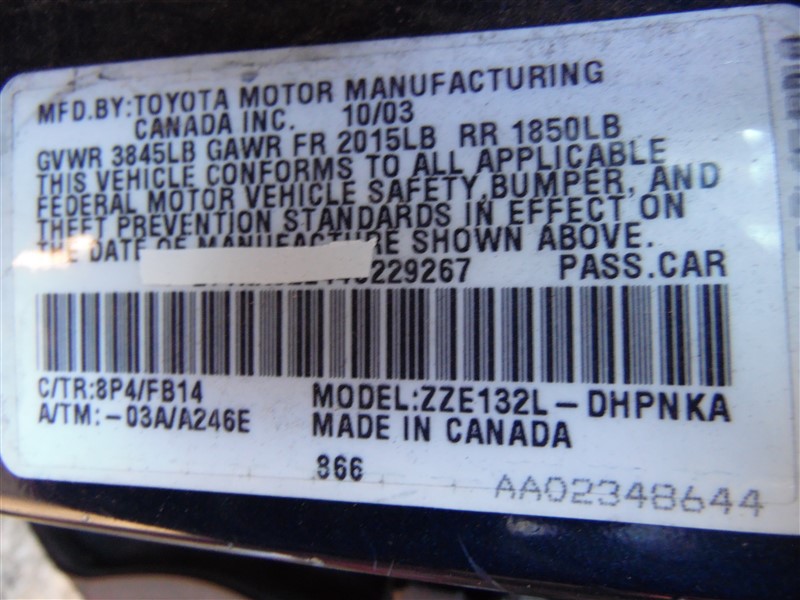 MFD.BY:TOYOTA MOTOR MANUFACTURING
CANADA INC. 10/03
GVWR 3845LB GAWR FR 2015LB RR 1850LB
THIS VEHICLE CONFORMS TO ALL APPLICABLE
FEDERAL MOTOR VEHICLE SAFETY,BUMPER, AND
THEFT PREVENTION STANDARDS IN EFFECT ON
THE DATE OF MANUFACTURE SHOWN ABOVE.
229267 PASS.CAR
C/TR:8P4/FB14 MODEL:ZZE132L-DHPNKA
A/TM:-03A/A246E MADE IN CANADA
866
AA02348644